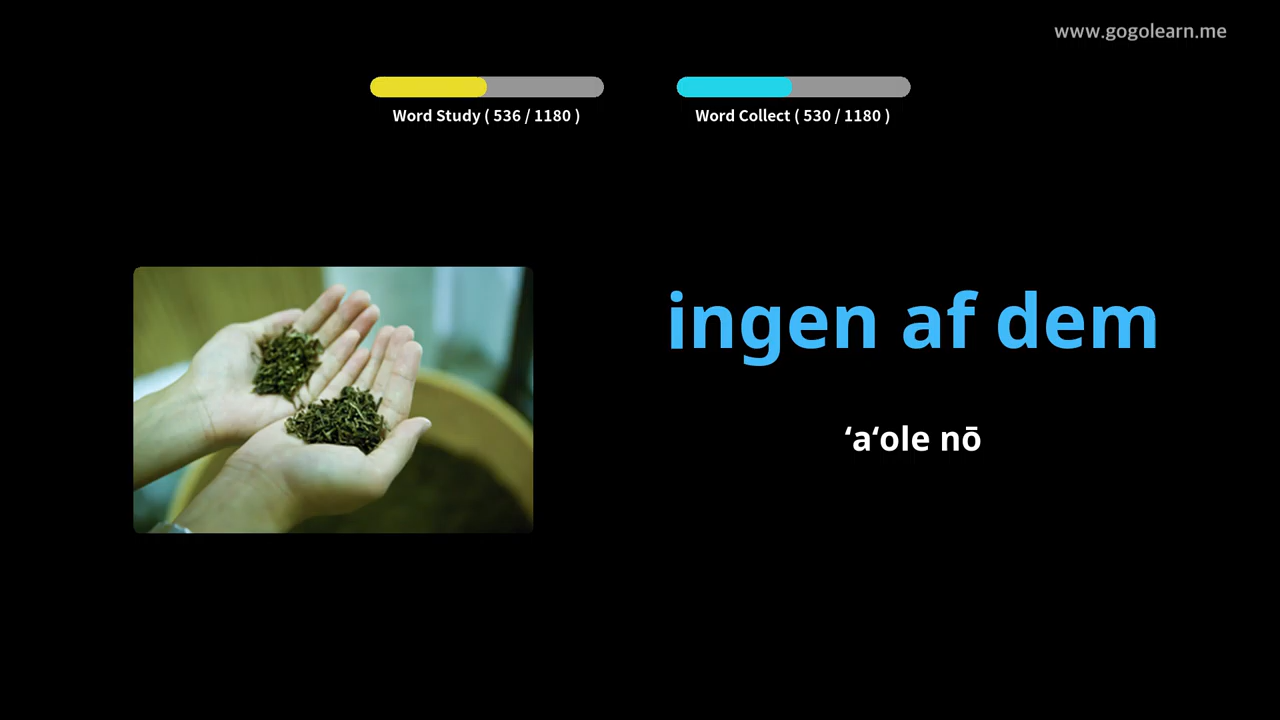 www.gogolearn.me
Word Study ( 536 / 1180 )
Word Collect ( 530 / 1180 )
ingen af dem
ʻaʻole nō